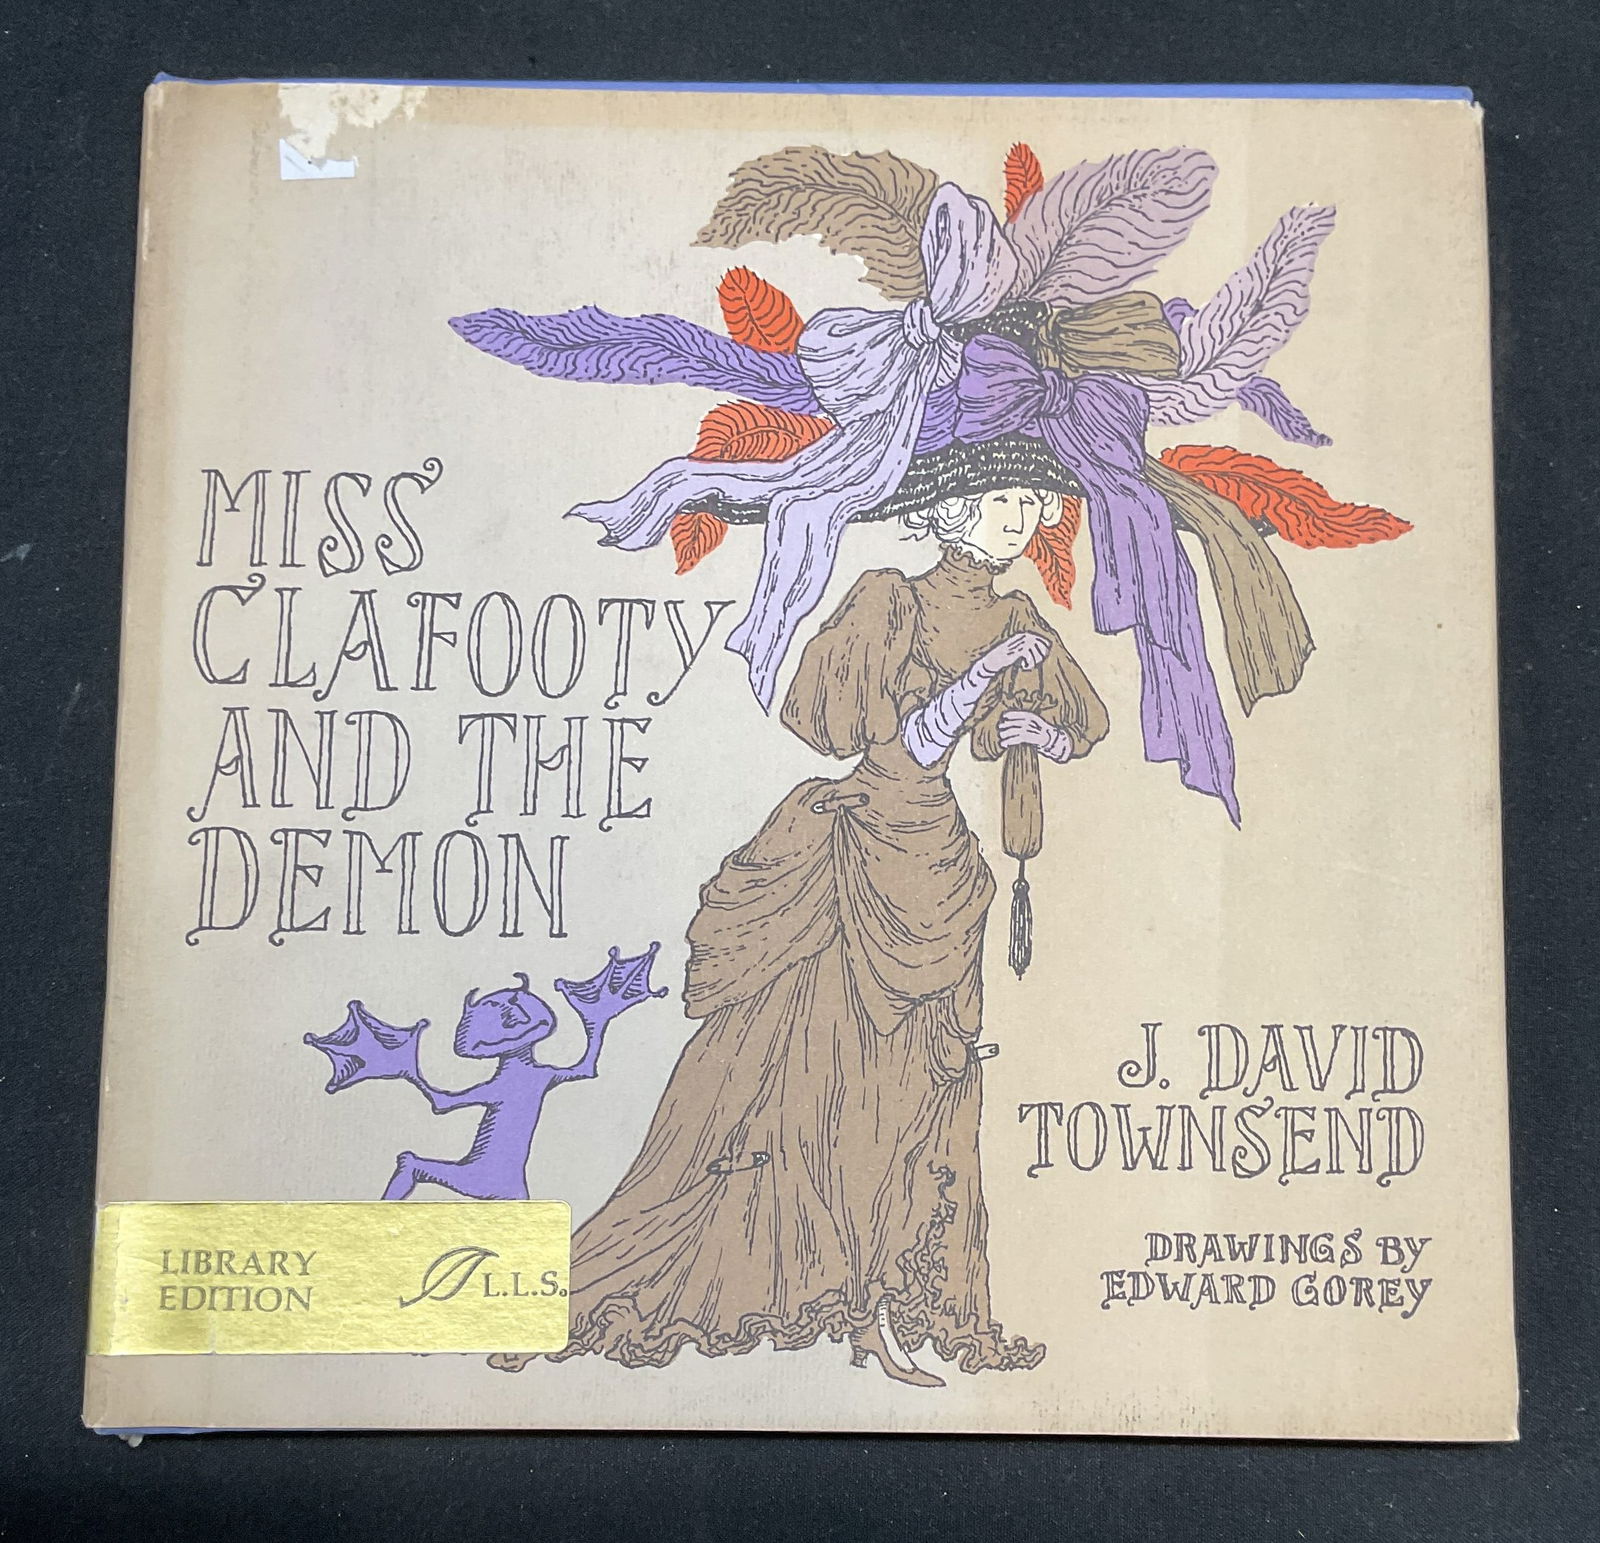 MISS
CLAFOOTY
AND THE
DEMON
J. DAVID
TOWNSEND
DRAWINGS BY
EDWARD GOREY
LIBRARY
EDITION
L.L.S.